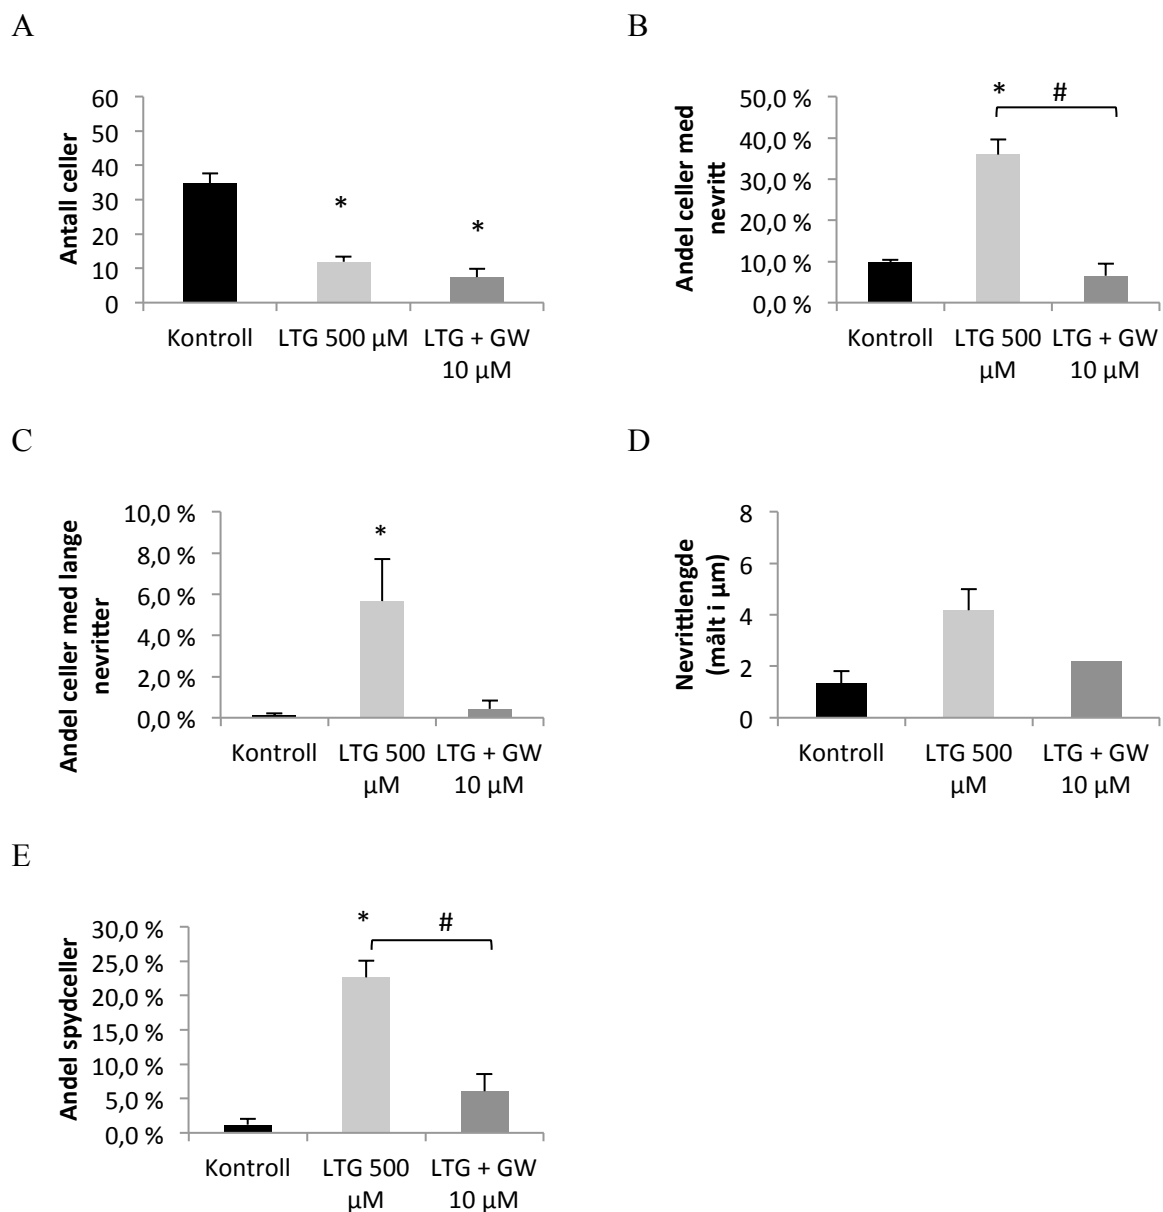 A
Antall celler
60
50
40
30
20
10
0
*
*
Kontroll
LTG 500 µM
LTG + GW
10 µM
B
Andel celler med
nevritt
50,0 %
40,0 %
30,0 %
20,0 %
10,0 %
0,0 %
*
#
Kontroll
LTG 500
µM
LTG + GW
10 µM
C
Andel celler med lange
nevritter
10,0 %
8,0 %
6,0 %
4,0 %
2,0 %
0,0 %
*
Kontroll
LTG 500
µM
LTG + GW
10 µM
D
Nevrittlengde
(målt i µm)
8
6
4
2
0
Kontroll
LTG 500
µM
LTG + GW
10 µM
E
Andel spydceller
30,0 %
25,0 %
20,0 %
15,0 %
10,0 %
5,0 %
0,0 %
*
#
Kontroll
LTG 500
µM
LTG + GW
10 µM